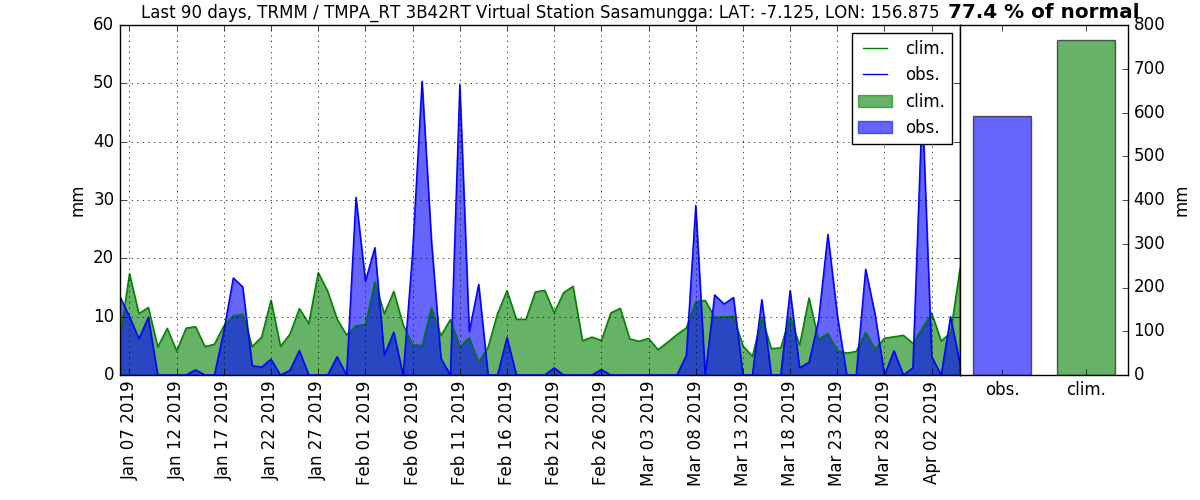 Last 90 days, TRMM / TMPA_RT 3B42RT Virtual Station Sasamungga: LAT: -7.125, LON: 156.875
77.4 % of normal
60
50
40
30
20
10
0
mm
clim.
obs.
clim.
obs.
800
700
600
500
400
300
200
100
0
mm
obs.
clim.
Jan 07 2019
Jan 12 2019
Jan 17 2019
Jan 22 2019
Jan 27 2019
Feb 01 2019
Feb 06 2019
Feb 11 2019
Feb 16 2019
Feb 21 2019
Feb 26 2019
Mar 03 2019
Mar 08 2019
Mar 13 2019
Mar 18 2019
Mar 23 2019
Mar 28 2019
Apr 02 2019